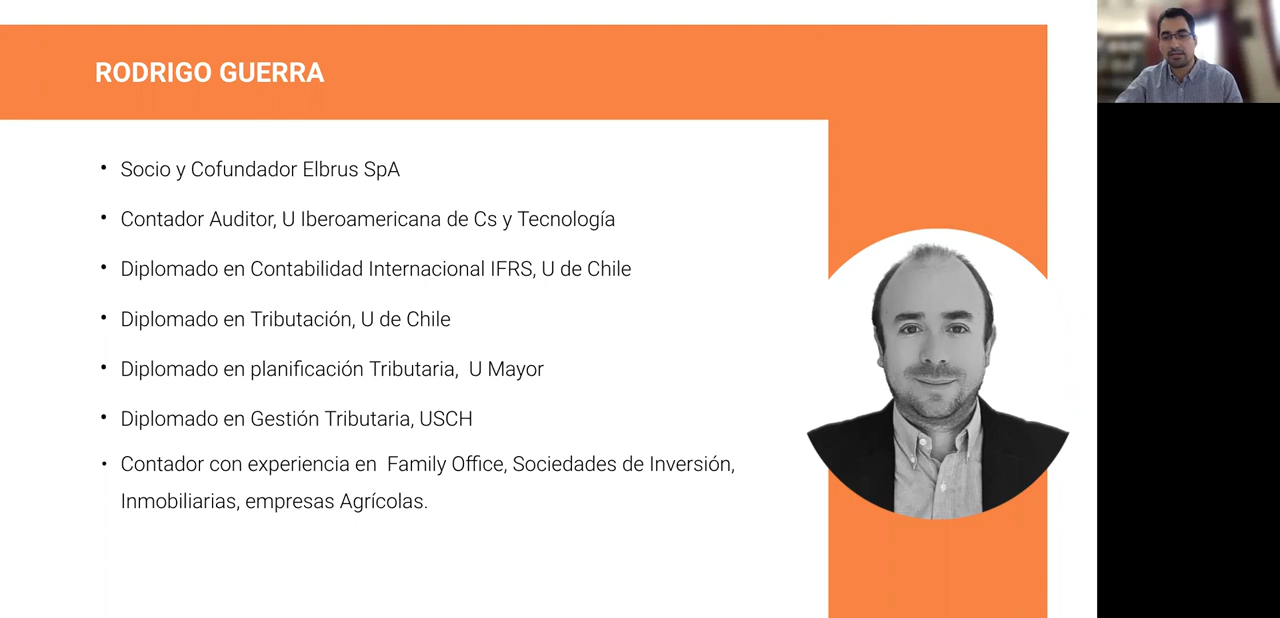 RODRIGO GUERRA
• Socio y Cofundador Elbrus SpA
• Contador Auditor, U Iberoamericana de Cs y Tecnología
• Diplomado en Contabilidad Internacional IFRS, U de Chile
• Diplomado en Tributación, U de Chile
• Diplomado en planificación Tributaria, U Mayor
• Diplomado en Gestión Tributaria, USCH
• Contador con experiencia en Family Office, Sociedades de Inversión,
Inmobiliarias, empresas Agrícolas.